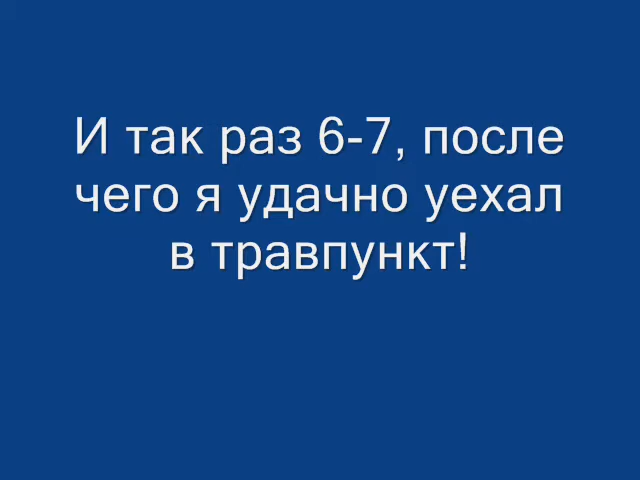 И так раз 6-7, после
чего я удачно уехал
в травпункт!